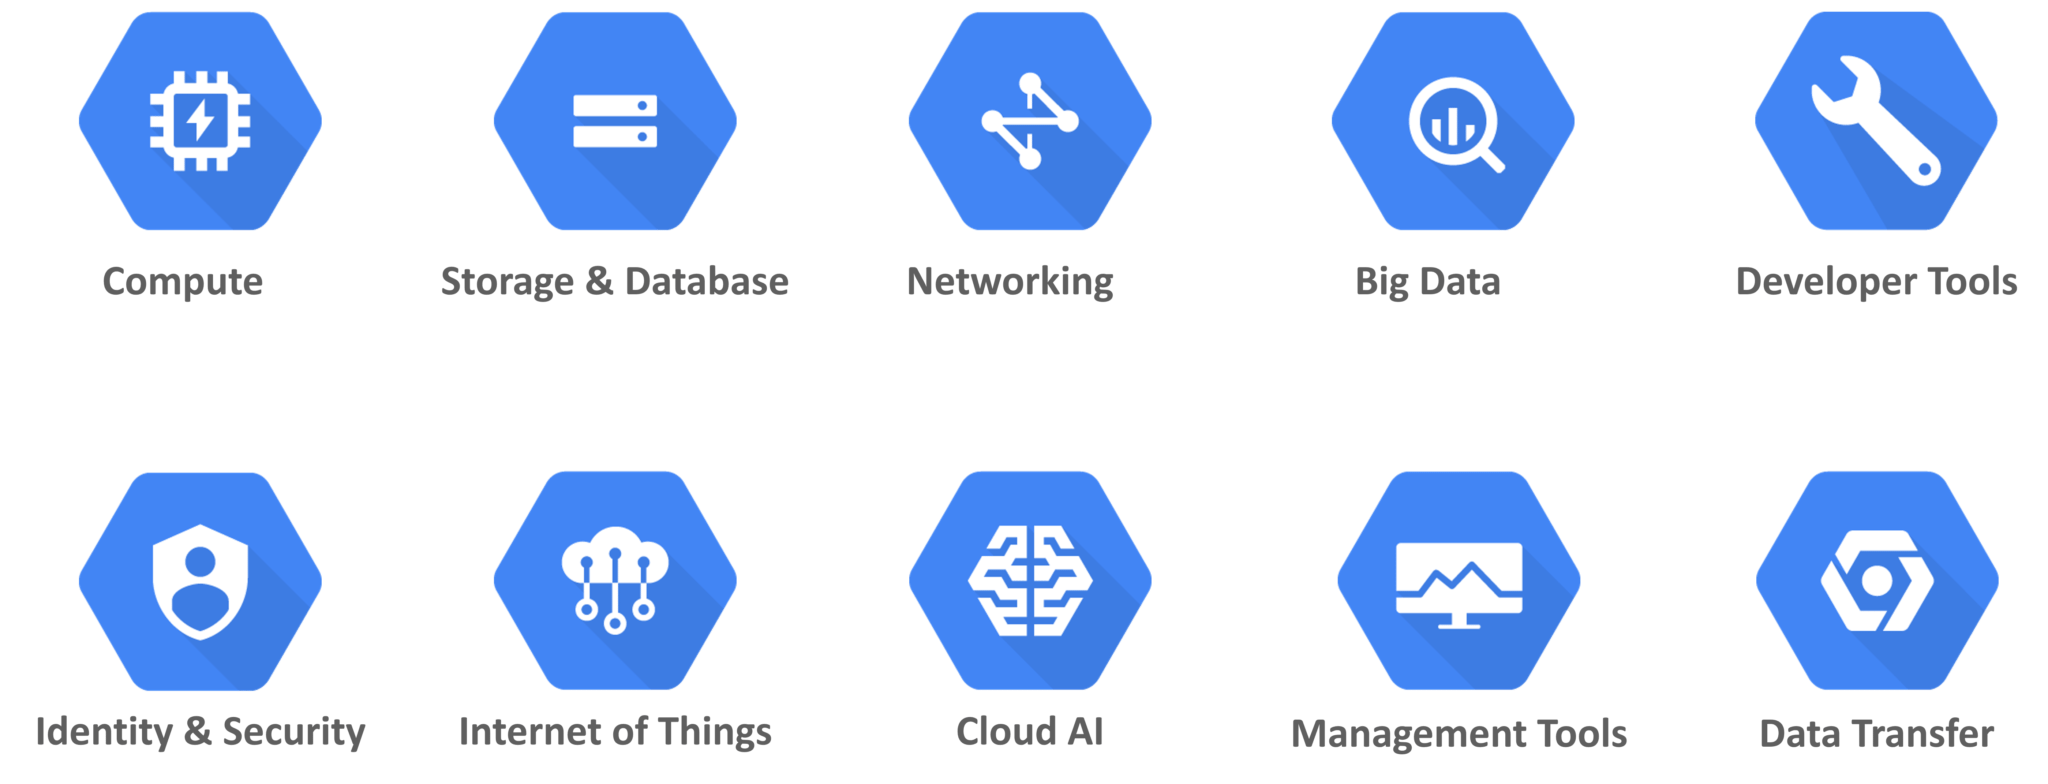 Compute
Storage & Database
Networking
Big Data
Developer Tools
Identity & Security
Internet of Things
Cloud AI
Management Tools
Data Transfer